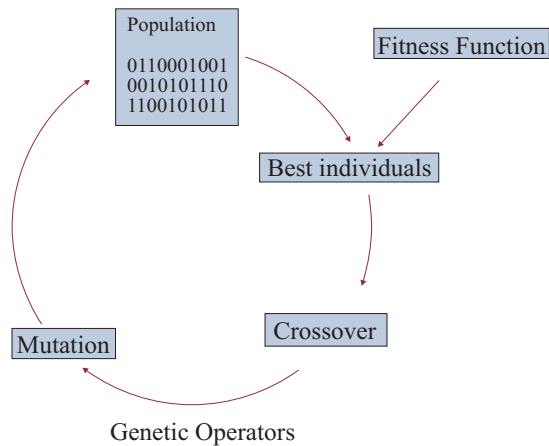 Population
0110001001
0010101110
1100101011
Fitness Function
Best individuals
Crossover
Mutation
Genetic Operators